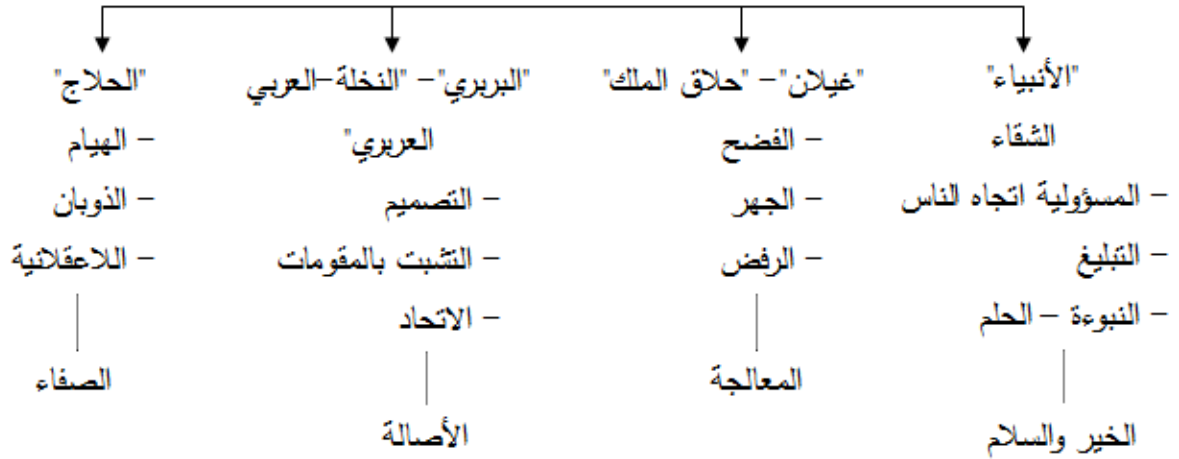 "الأنبياء"
الشقاء
– المسؤولية اتجاه الناس
– التبليغ
– النبوءة – الحلم
الخير والسلام
"غيلان"– "حلاق الملك"
– الفضح
– الجهر
– الرفض
المعالجة
"البربري"– "النخلة–العربي
العربري"
– التصميم
– التشبت بالمقومات
– الاتحاد
الأصالة
"الحلاج"
– الهيام
– الذوبان
– اللاعقلانية
الصفاء